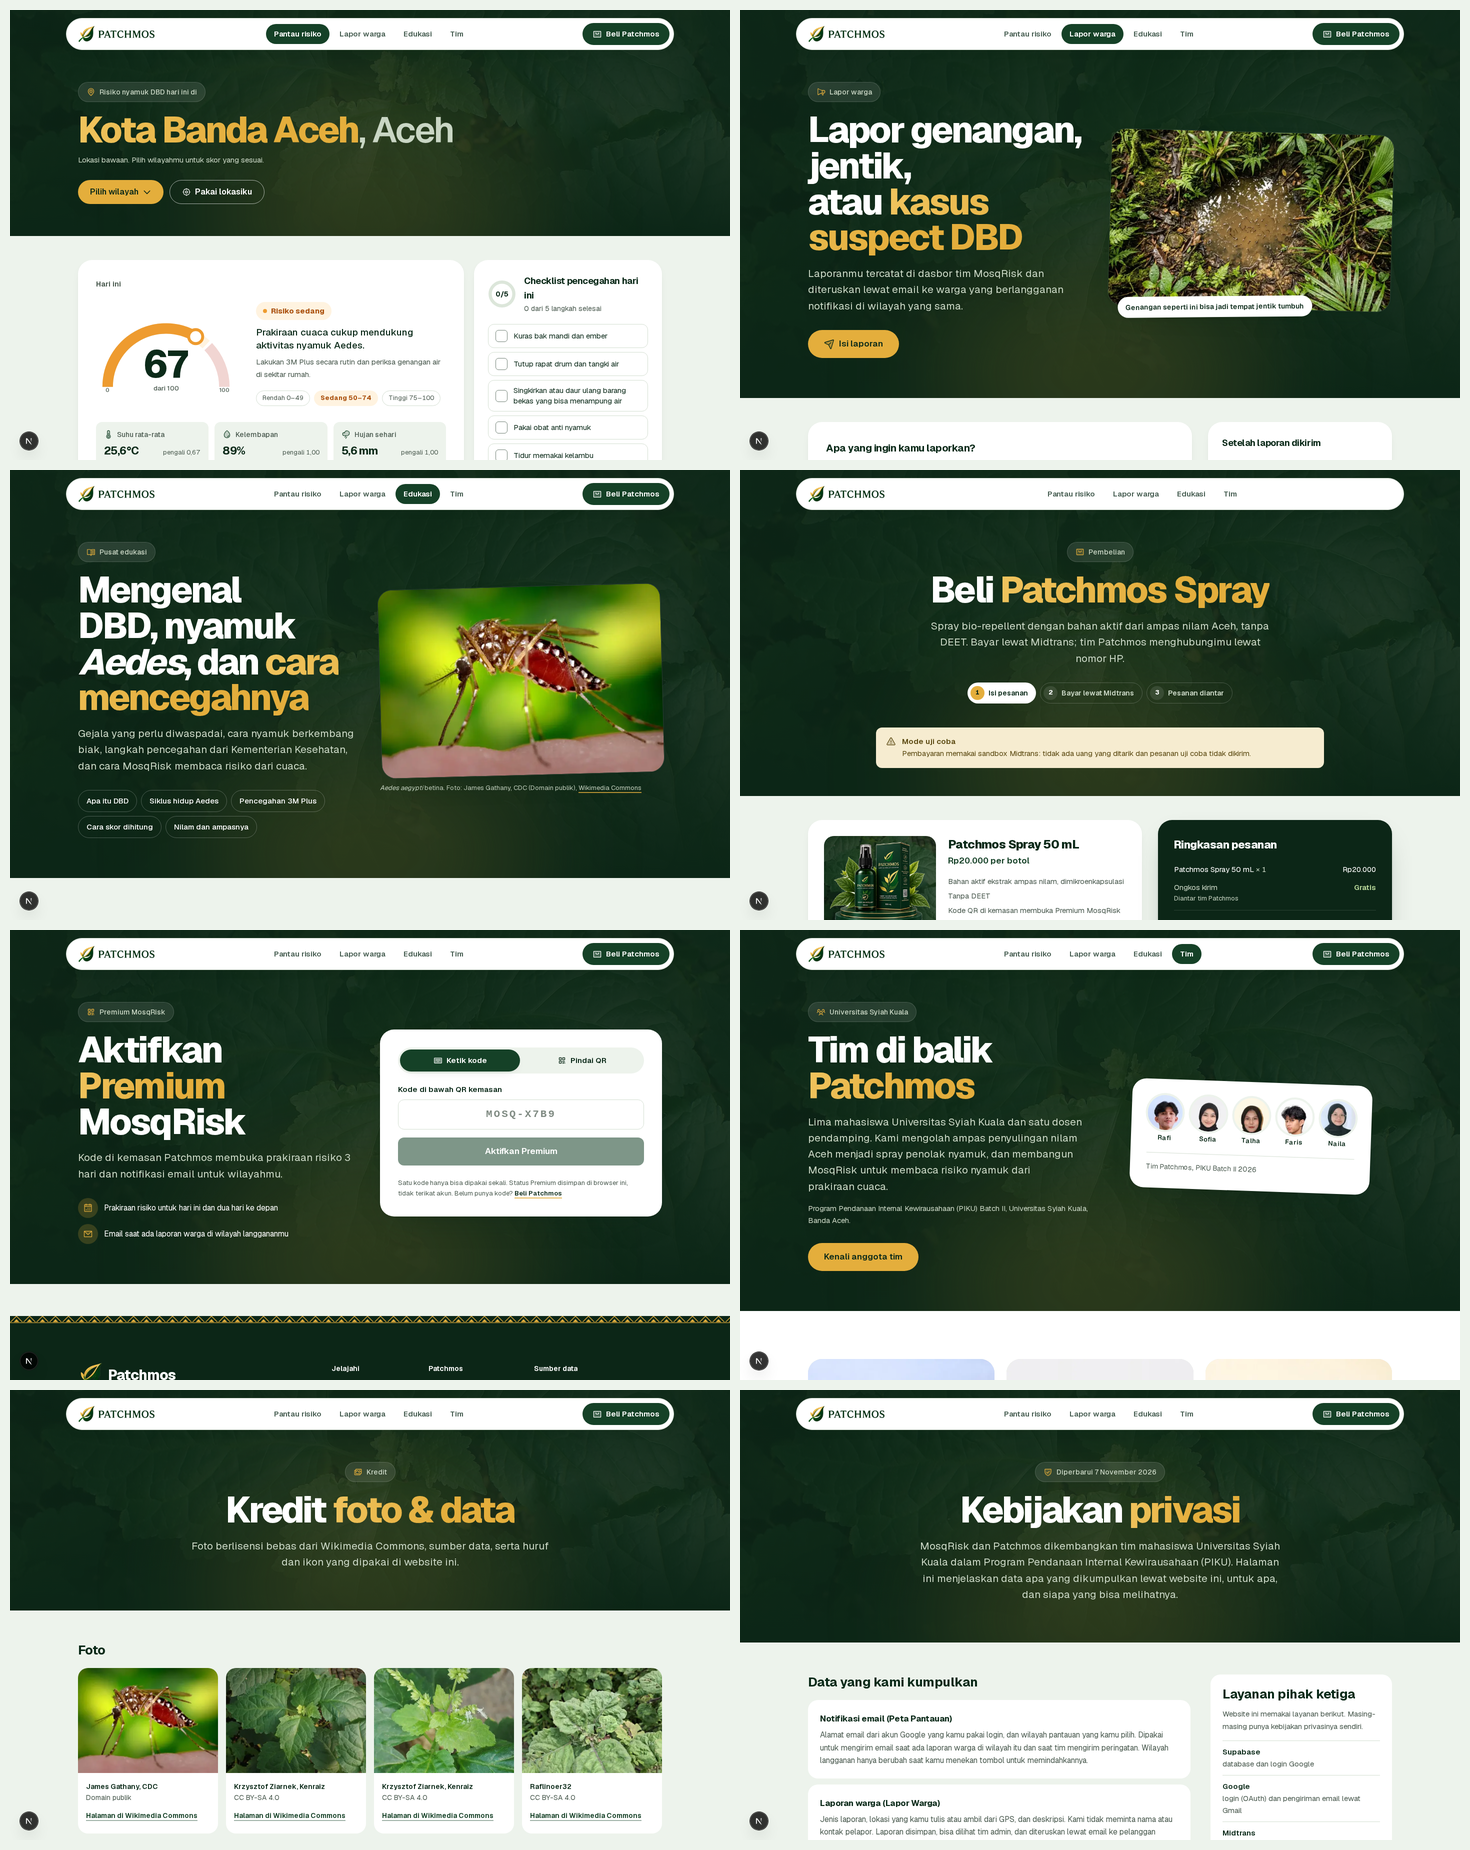 PATCHMOS
Pantau risiko
Lapor warga
Edukasi
Tim
Beli Patchmos
Risiko nyamuk DBD hari ini di
Kota Banda Aceh, Aceh
Lokasi bawaan. Pilih wilayahmu untuk skor yang sesuai.
Pilih wilayah
Pakai lokasiku
Hari ini
67
dari 100
0
100
Risiko sedang
Prakiraan cuaca cukup mendukung
aktivitas nyamuk Aedes.
Lakukan 3M Plus secara rutin dan periksa genangan air
di sekitar rumah.
Rendah 0–49
Sedang 50–74
Tinggi 75–100
Suhu rata-rata
25,6°C
pengali 0,67
Kelembapan
89%
pengali 1,00
Hujan sehari
5,6 mm
pengali 1,00
0/5
Checklist pencegahan hari
ini
0 dari 5 langkah selesai
Kuras bak mandi dan ember
Tutup rapat drum dan tangki air
Singkirkan atau daur ulang barang
bekas yang bisa menampung air
Pakai obat anti nyamuk
Tidur memakai kelambu
N
PATCHMOS
Pantau risiko
Lapor warga
Edukasi
Tim
Beli Patchmos
Lapor warga
Lapor genangan,
jentik,
atau kasus
suspect DBD
Laporanmu tercatat di dasbor tim MosqRisk dan
diteruskan lewat email ke warga yang berlangganan
notifikasi di wilayah yang sama.
Isi laporan
Genangan seperti ini bisa jadi tempat jentik tumbuh
Apa yang ingin kamu laporkan?
Setelah laporan dikirim
N
PATCHMOS
Pantau risiko
Lapor warga
Edukasi
Tim
Beli Patchmos
Pusat edukasi
Mengenal
DBD, nyamuk
Aedes, dan cara
mencegahnya
Gejala yang perlu diwaspadai, cara nyamuk berkembang
biak, langkah pencegahan dari Kementerian Kesehatan,
dan cara MosqRisk membaca risiko dari cuaca.
Apa itu DBD
Siklus hidup Aedes
Pencegahan 3M Plus
Cara skor dihitung
Nilam dan ampasnya
Aedes aegypti betina. Foto: James Gathany, CDC (Domain publik), Wikimedia Commons
N
PATCHMOS
Pantau risiko
Lapor warga
Edukasi
Tim
Pembelian
Beli Patchmos Spray
Spray bio-repellent dengan bahan aktif dari ampas nilam Aceh, tanpa
DEET. Bayar lewat Midtrans; tim Patchmos menghubungimu lewat
nomor HP.
1 Isi pesanan
2 Bayar lewat Midtrans
3 Pesanan diantar
Mode uji coba
Pembayaran memakai sandbox Midtrans: tidak ada uang yang ditarik dan pesanan uji coba tidak dikirim.
PATCHMOS
Patchmos Spray 50 mL
Rp20.000 per botol
Bahan aktif ekstrak ampas nilam, dimikroenkapsulasi
Tanpa DEET
Kode QR di kemasan membuka Premium MosqRisk
Ringkasan pesanan
Patchmos Spray 50 mL × 1
Rp20.000
Ongkos kirim
Gratis
Diantar tim Patchmos
N
PATCHMOS
Pantau risiko
Lapor warga
Edukasi
Tim
Beli Patchmos
Premium MosqRisk
Aktifkan
Premium
MosqRisk
Kode di kemasan Patchmos membuka prakiraan risiko 3
hari dan notifikasi email untuk wilayahmu.
Prakiraan risiko untuk hari ini dan dua hari ke depan
Email saat ada laporan warga di wilayah langgananmu
Ketik kode
Pindai QR
Kode di bawah QR kemasan
MOSQ-X7B9
Aktifkan Premium
Satu kode hanya bisa dipakai sekali. Status Premium disimpan di browser ini,
tidak terikat akun. Belum punya kode? Beli Patchmos
Patchmos
Jelajahi
Patchmos
Sumber data
N
PATCHMOS
Pantau risiko
Lapor warga
Edukasi
Tim
Beli Patchmos
Universitas Syiah Kuala
Tim di balik
Patchmos
Lima mahasiswa Universitas Syiah Kuala dan satu dosen
pendamping. Kami mengolah ampas penyulingan nilam
Aceh menjadi spray penolak nyamuk, dan membangun
MosqRisk untuk membaca risiko nyamuk dari
prakiraan cuaca.
Program Pendanaan Internal Kewirausahaan (PIKU) Batch II, Universitas Syiah Kuala,
Banda Aceh.
Kenali anggota tim
Rafi
Sofia
Talha
Faris
Naila
Tim Patchmos, PIKU Batch II 2026
N
PATCHMOS
Pantau risiko
Lapor warga
Edukasi
Tim
Beli Patchmos
Kredit
Kredit foto & data
Foto berlisensi bebas dari Wikimedia Commons, sumber data, serta huruf
dan ikon yang dipakai di website ini.
Foto
James Gathany, CDC
Domain publik
Halaman di Wikimedia Commons
Krzysztof Ziarnek, Kenraiz
CC BY-SA 4.0
Halaman di Wikimedia Commons
Krzysztof Ziarnek, Kenraiz
CC BY-SA 4.0
Halaman di Wikimedia Commons
Raflinoer32
CC BY-SA 4.0
Halaman di Wikimedia Commons
N
PATCHMOS
Pantau risiko
Lapor warga
Edukasi
Tim
Beli Patchmos
Diperbarui 7 November 2026
Kebijakan privasi
MosqRisk dan Patchmos dikembangkan tim mahasiswa Universitas Syiah
Kuala dalam Program Pendanaan Internal Kewirausahaan (PIKU). Halaman
ini menjelaskan data apa yang dikumpulkan lewat website ini, untuk apa,
dan siapa yang bisa melihatnya.
Data yang kami kumpulkan
Notifikasi email (Peta Pantauan)
Alamat email dari akun Google yang kamu pakai login, dan wilayah pantauan yang kamu pilih. Dipakai
untuk mengirim email saat ada laporan warga di wilayah itu dan saat tim mengirim peringatan. Wilayah
langganan hanya berubah saat kamu menekan tombol untuk memindahkannya.
Laporan warga (Lapor Warga)
Jenis laporan, lokasi yang kamu tulis atau ambil dari GPS, dan deskripsi. Kami tidak meminta nama atau
kontak pelapor. Laporan disimpan, bisa dilihat tim admin, dan diteruskan lewat email ke pelanggan
Layanan pihak ketiga
Website ini memakai layanan berikut. Masing-
masing punya kebijakan privasinya sendiri.
Supabase
database dan login Google
Google
login (OAuth) dan pengiriman email lewat
Gmail
Midtrans
N